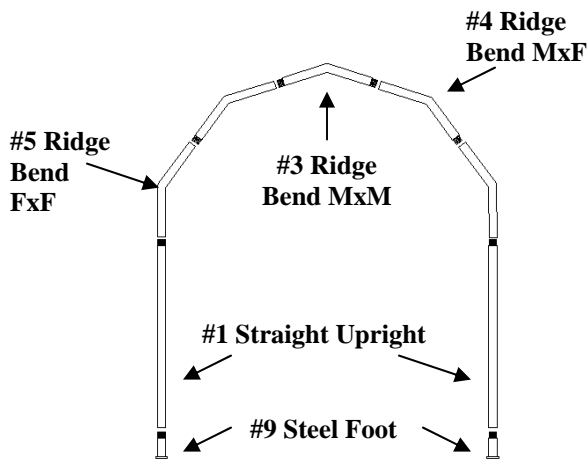 #4 Ridge
Bend MxF
#5 Ridge
Bend
FxF
#3 Ridge
Bend MxM
#1 Straight Upright
#9 Steel Foot